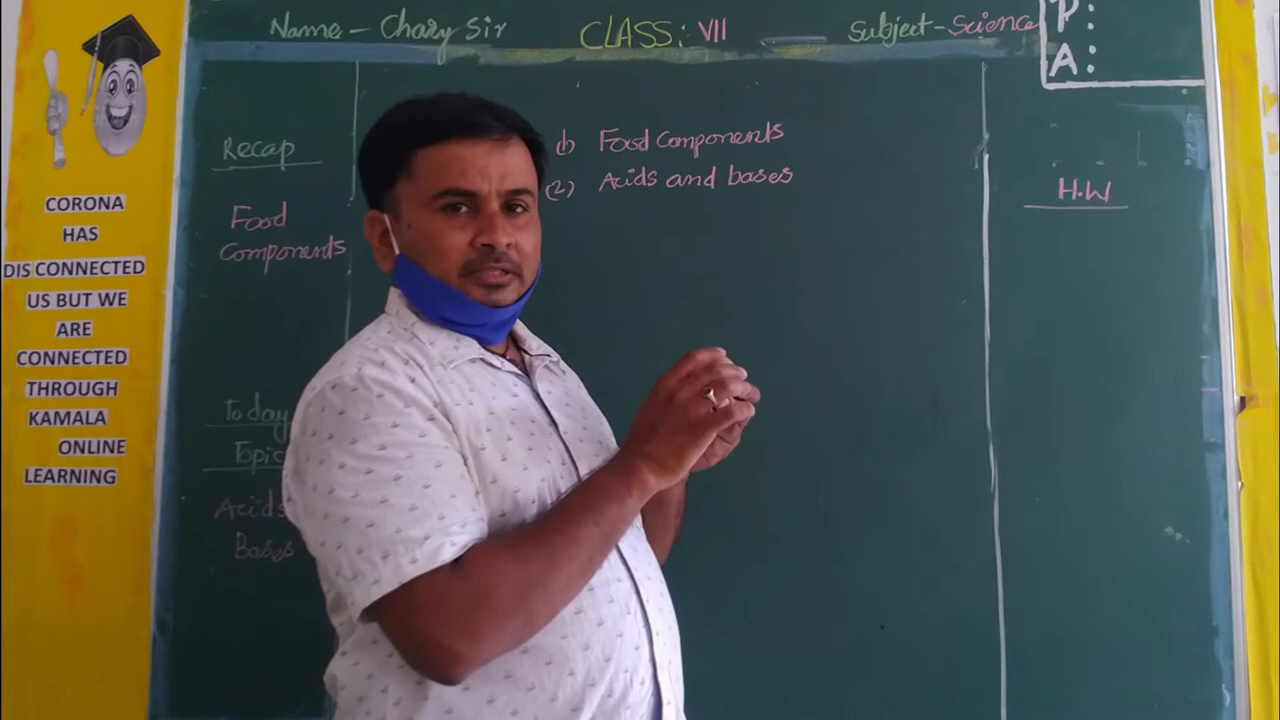 Name - Chary Sir CLASS: VII Subject - Science
P:
A:
CORONA
HAS
DIS CONNECTED
US BUT WE
ARE
CONNECTED
THROUGH
KAMALA
ONLINE
LEARNING
Recap
Food
Components
Today
Topic
Acids
Bases
1) Food Components
(2) Acids and bases
H.W